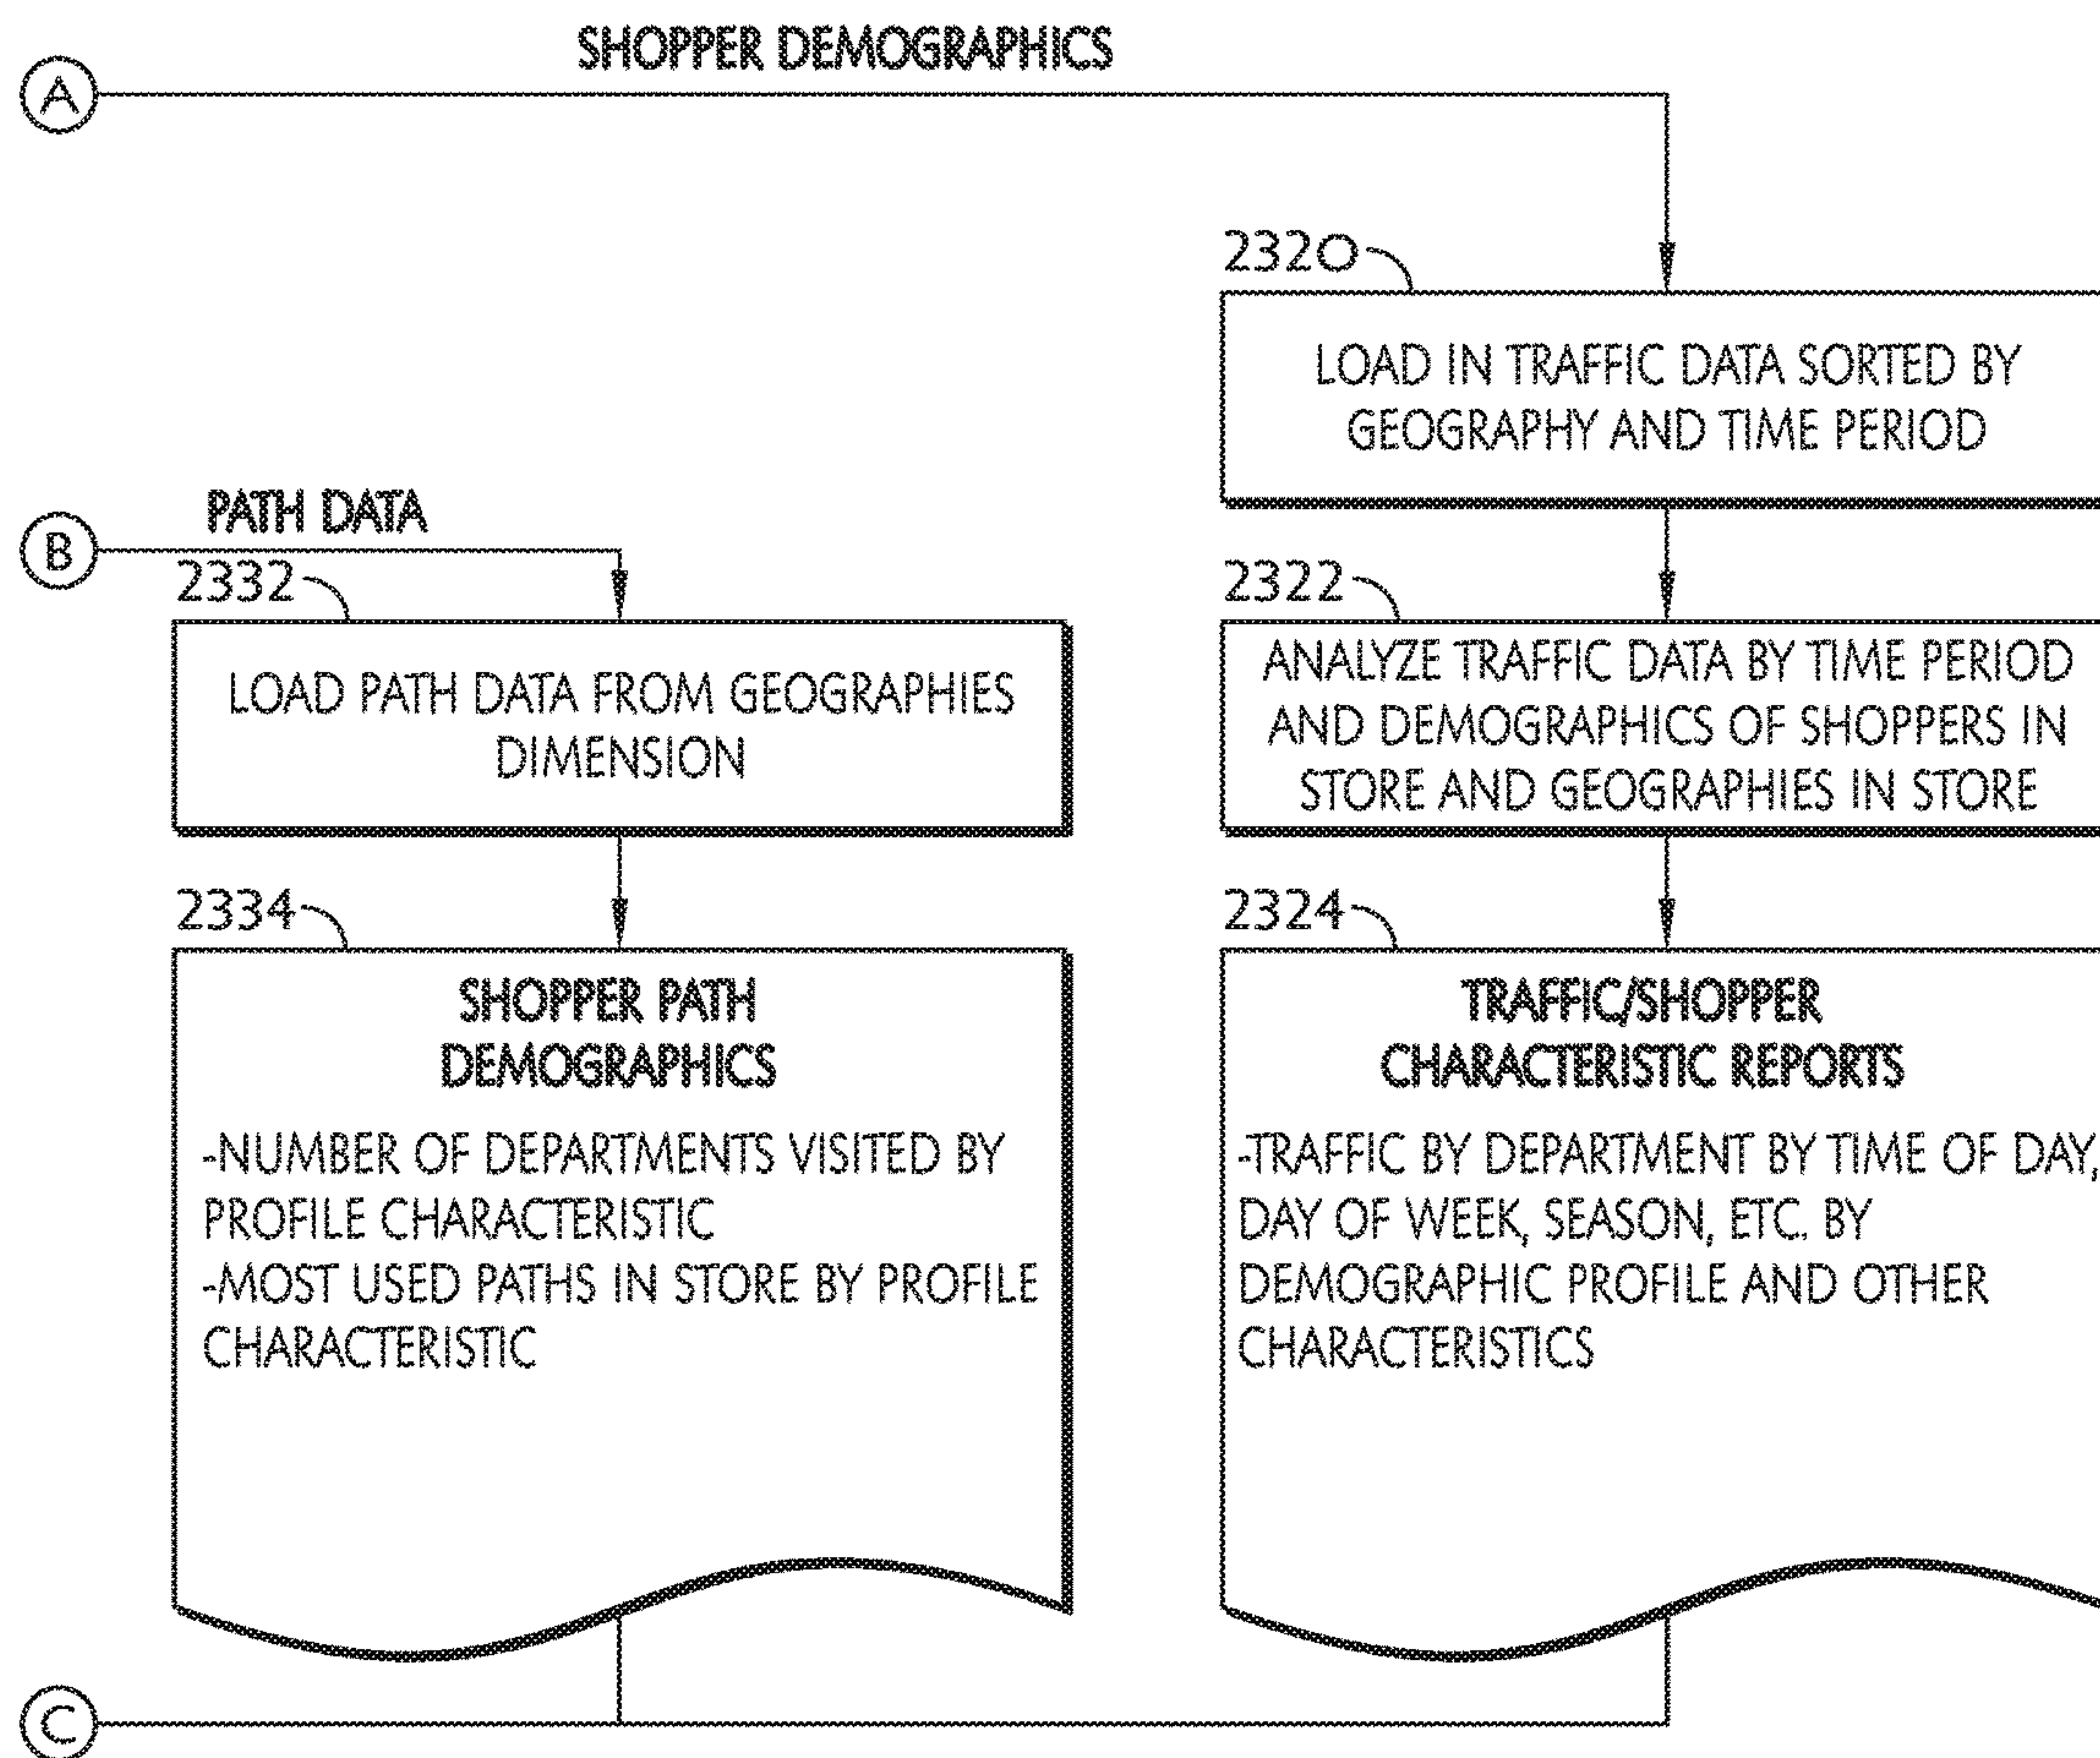 SHOPPER DEMOGRAPHICS
A
2320
LOAD IN TRAFFIC DATA SORTED BY
GEOGRAPHY AND TIME PERIOD
PATH DATA
B
2332
LOAD PATH DATA FROM GEOGRAPHIES
DIMENSION
2322
ANALYZE TRAFFIC DATA BY TIME PERIOD
AND DEMOGRAPHICS OF SHOPPERS IN
STORE AND GEOGRAPHIES IN STORE
2334
SHOPPER PATH
DEMOGRAPHICS
-NUMBER OF DEPARTMENTS VISITED BY
PROFILE CHARACTERISTIC
-MOST USED PATHS IN STORE BY PROFILE
CHARACTERISTIC
2324
TRAFFIC/SHOPPER
CHARACTERISTIC REPORTS
-TRAFFIC BY DEPARTMENT BY TIME OF DAY,
DAY OF WEEK, SEASON, ETC. BY
DEMOGRAPHIC PROFILE AND OTHER
CHARACTERISTICS
C